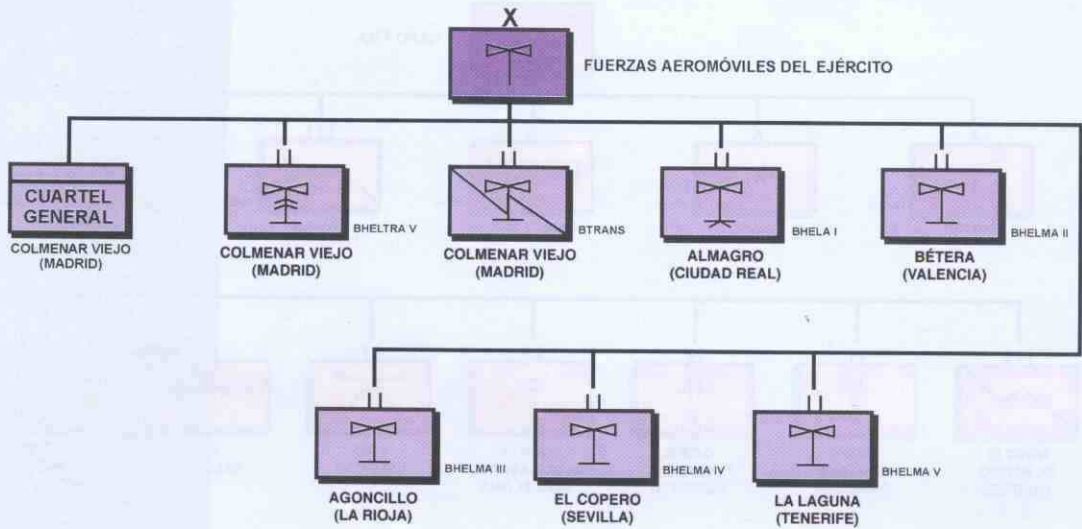 X
FUERZAS AEROMÓVILES DEL EJÉRCITO
CUARTEL
GENERAL
COLMENAR VIEJO
(MADRID)
BHELTRA V
COLMENAR VIEJO
(MADRID)
BTRANS
COLMENAR VIEJO
(MADRID)
BHELA I
ALMAGRO
(CIUDAD REAL)
BHELMA II
BÉTERA
(VALENCIA)
BHELMA III
AGONCILLO
(LA RIOJA)
BHELMA IV
EL COPERO
(SEVILLA)
BHELMA V
LA LAGUNA
(TENERIFE)